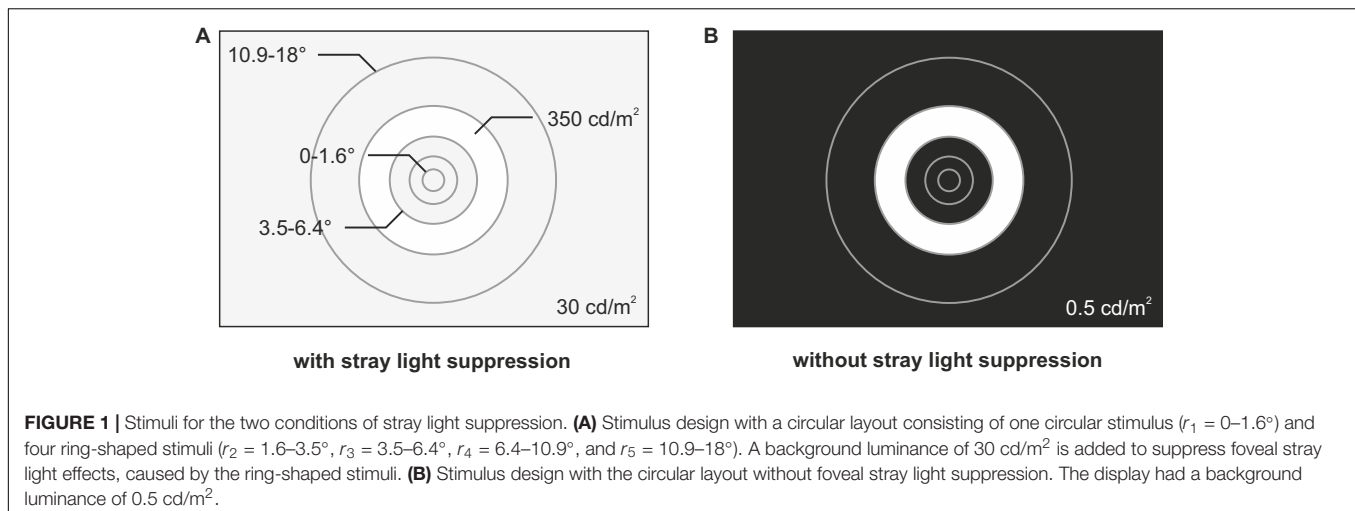 A
10.9-18°
350 cd/m²
0-1.6°
3.5-6.4°
30 cd/m²
with stray light suppression
B
0.5 cd/m²
without stray light suppression
FIGURE 1 | Stimuli for the two conditions of stray light suppression. (A) Stimulus design with a circular layout consisting of one circular stimulus (r₁ = 0–1.6°) and
four ring-shaped stimuli (r₂ = 1.6–3.5°, r₃ = 3.5–6.4°, r₄ = 6.4–10.9°, and r₅ = 10.9–18°). A background luminance of 30 cd/m² is added to suppress foveal stray
light effects, caused by the ring-shaped stimuli. (B) Stimulus design with the circular layout without foveal stray light suppression. The display had a background
luminance of 0.5 cd/m².